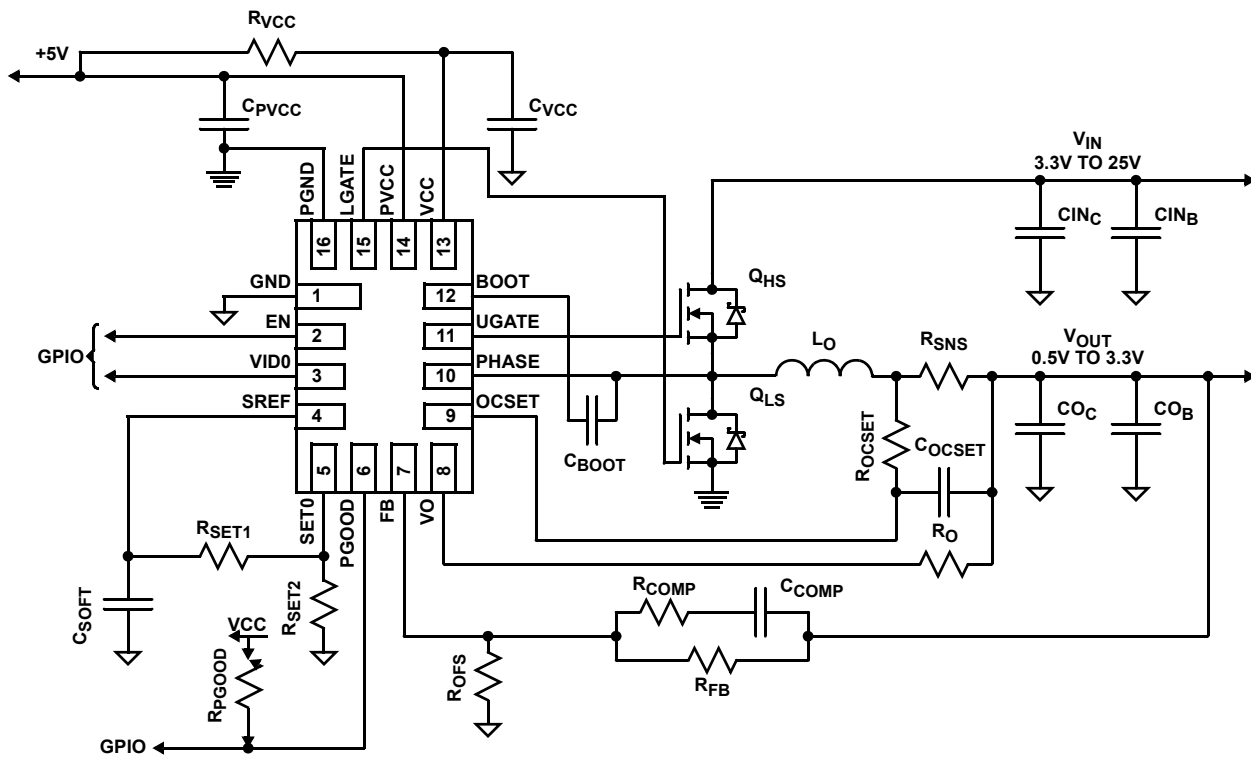 RVCC
+5V
CPVCC
CVCC
VIN
3.3V TO 25V
PGND
LGATE
PVCC
VCC
16
15
14
13
CINC
CINB
GND
1
12
BOOT
QHS
EN
2
11
UGATE
GPIO
VID0
3
10
PHASE
LO
RSNS
VOUT
0.5V TO 3.3V
SREF
4
9
OCSET
QLS
CBOOT
ROCSET
COCSET
COC
COB
5
6
7
8
SET0
PGOOD
FB
VO
RO
RSET1
CSOFT
RSET2
RCOMP
CCOMP
VCC
RPGOOD
ROFS
RFB
GPIO